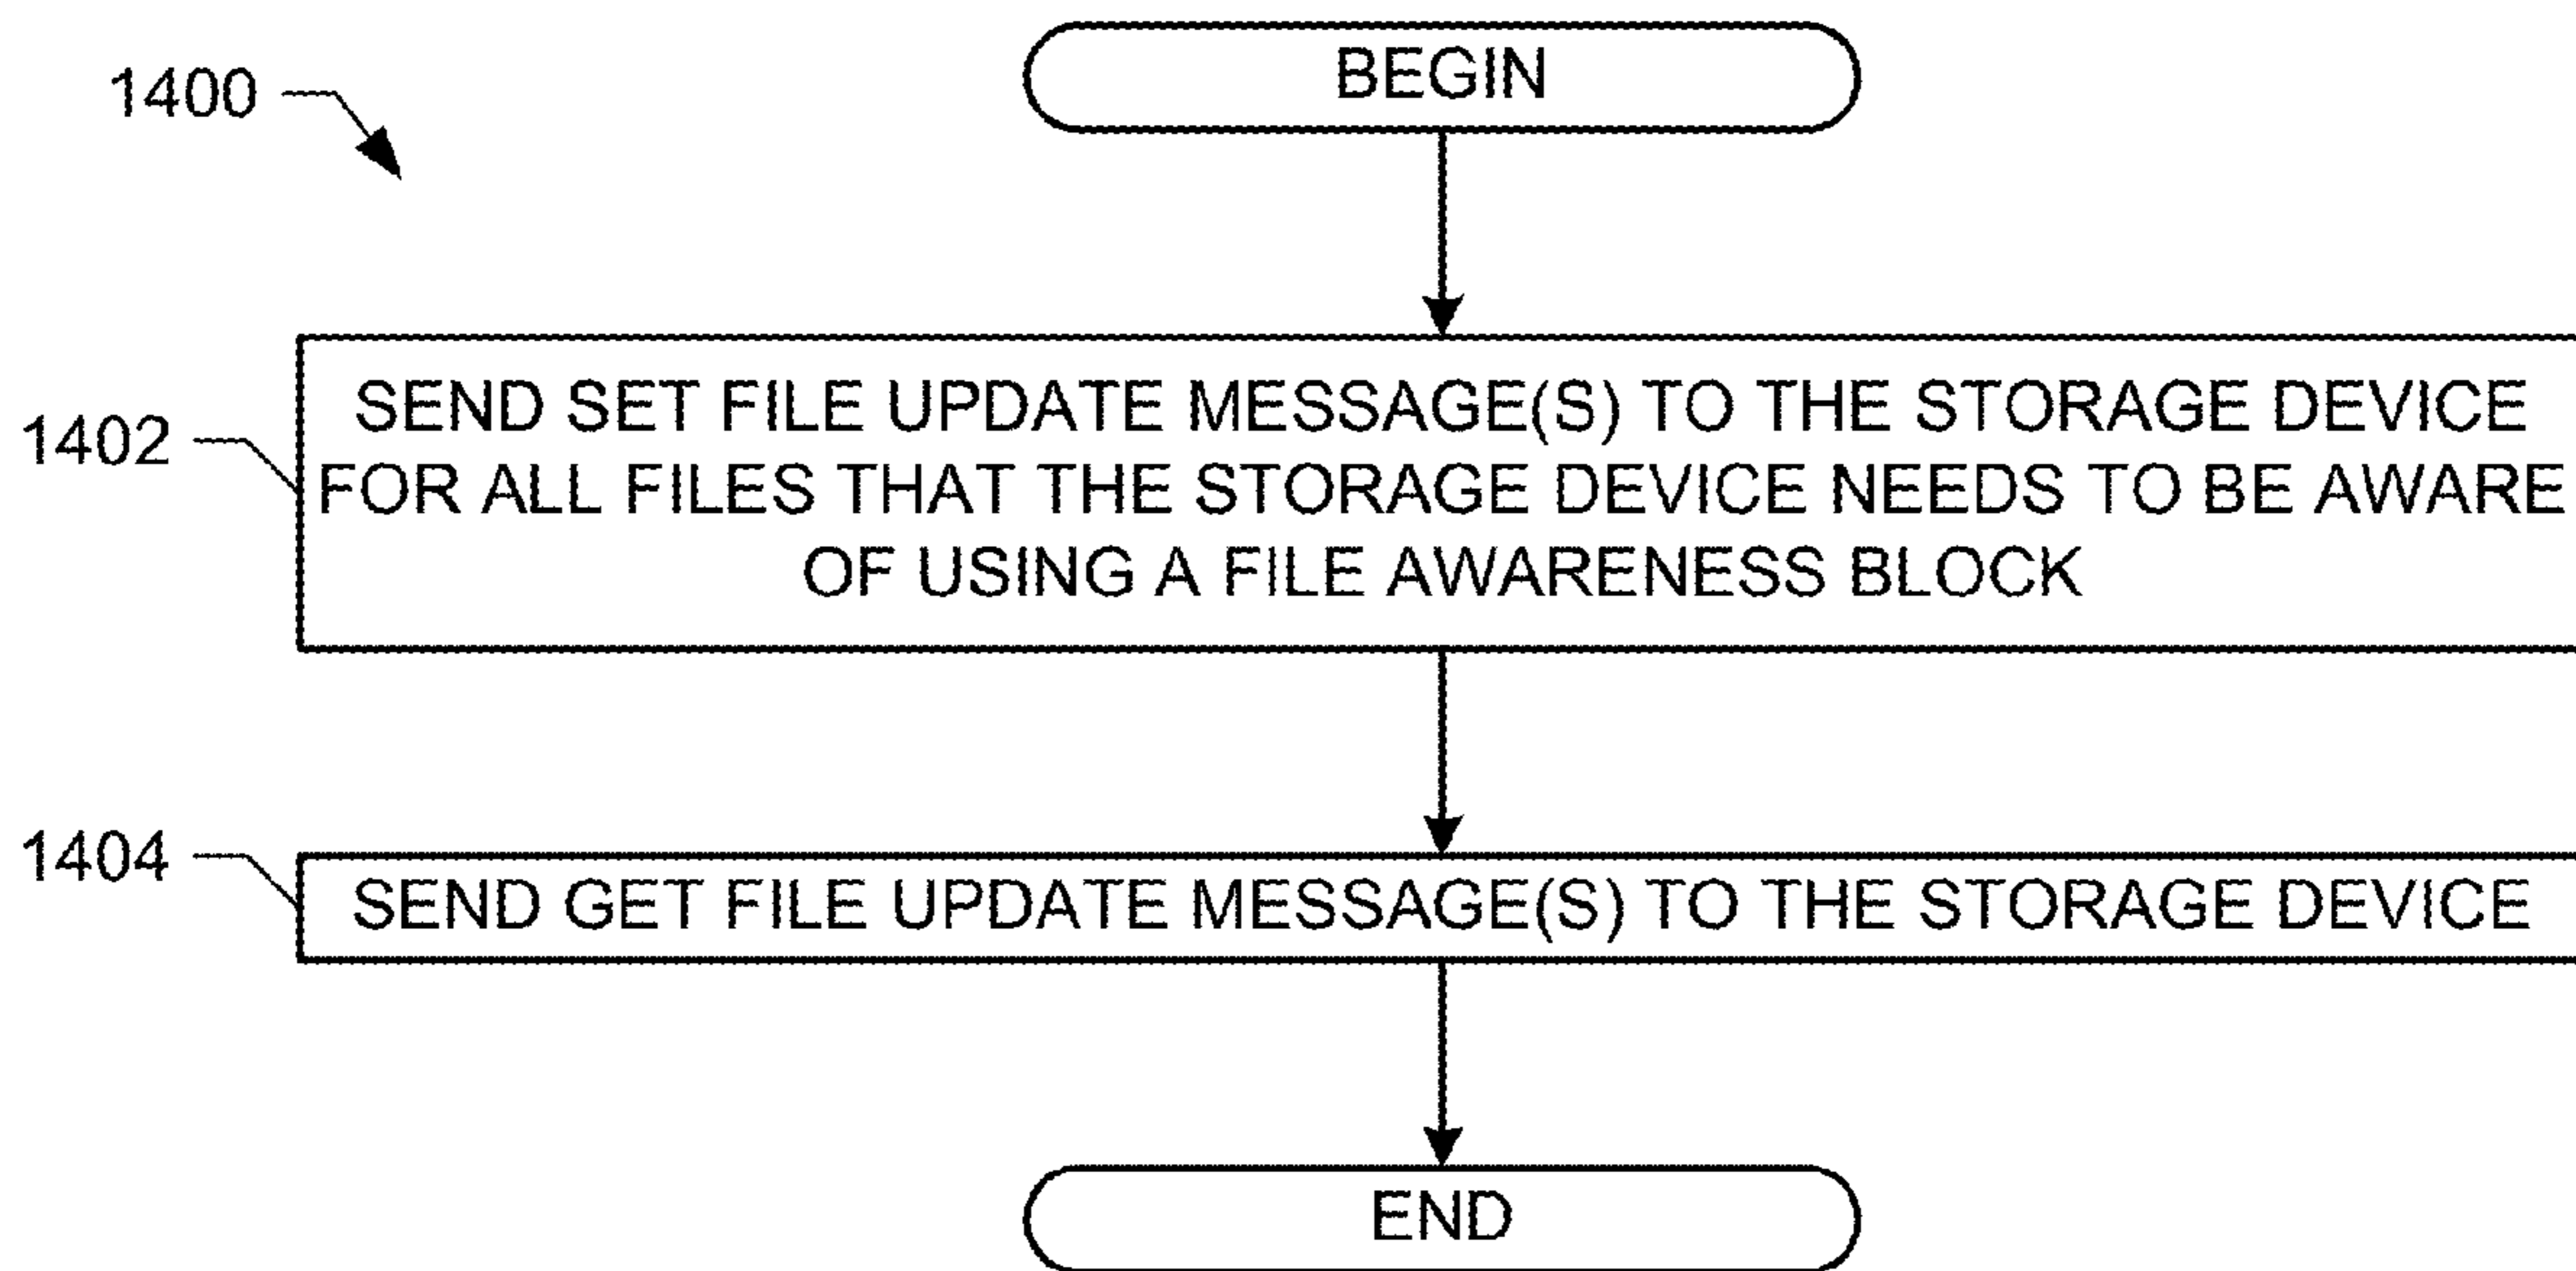 1400
BEGIN
1402
SEND SET FILE UPDATE MESSAGE(S) TO THE STORAGE DEVICE
FOR ALL FILES THAT THE STORAGE DEVICE NEEDS TO BE AWARE
OF USING A FILE AWARENESS BLOCK
1404
SEND GET FILE UPDATE MESSAGE(S) TO THE STORAGE DEVICE
END